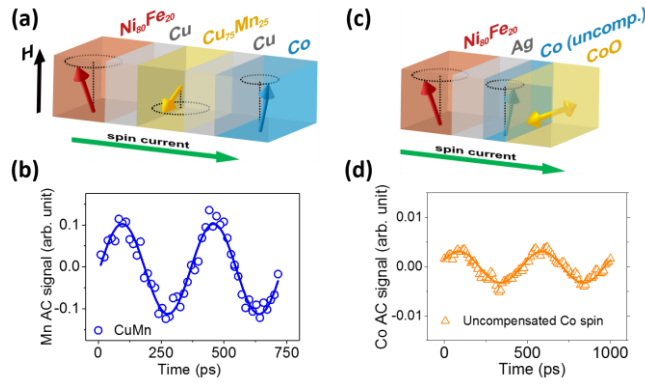 (a)
Ni80Fe20
Cu
Cu75Mn25
Cu
Co
H
spin current
(c)
Ni80Fe20
Ag
Co (uncomp.)
CoO
spin current
(b)
Mn AC signal (arb. unit)
0.1
0.0
-0.1
CuMn
0 250 500 750
Time (ps)
(d)
Co AC signal (arb. unit)
0.01
0.00
-0.01
Uncompensated Co spin
0 500 1000
Time (ps)